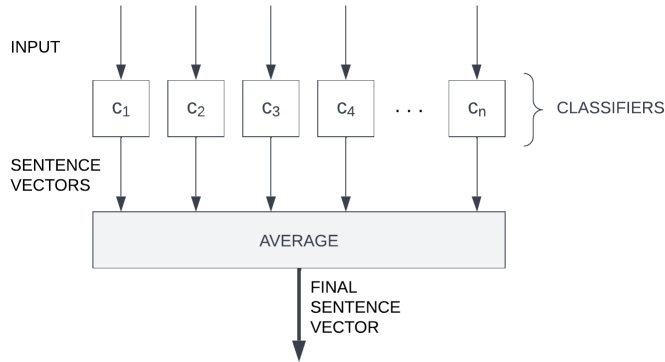 INPUT
c1 c2 c3 c4 . . . cn
CLASSIFIERS
SENTENCE
VECTORS
AVERAGE
FINAL
SENTENCE
VECTOR